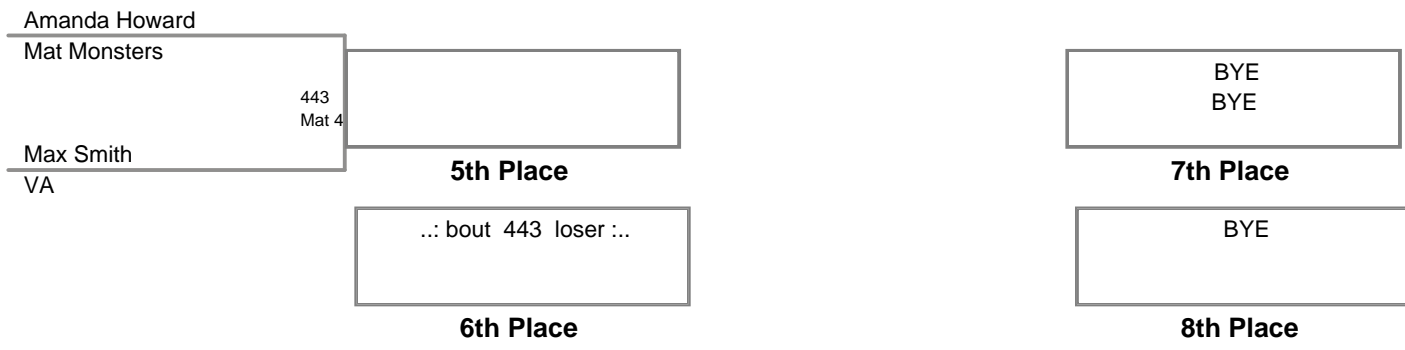 Amanda Howard
Mat Monsters
443
Mat 4
Max Smith
VA
5th Place
..: bout 443 loser :..
6th Place
BYE
BYE
7th Place
BYE
8th Place